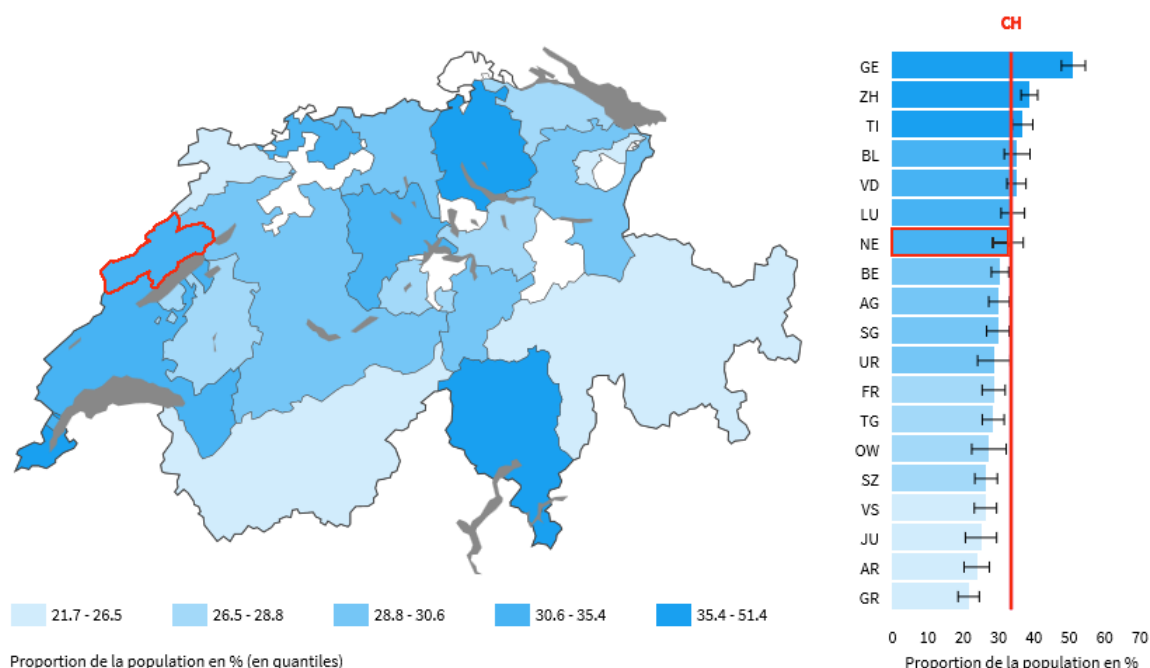 CH
GE
ZH
TI
BL
VD
LU
NE
BE
AG
SG
UR
FR
TG
OW
SZ
VS
JU
AR
GR
0 10 20 30 40 50 60 70
Proportion de la population en %
21.7 - 26.5 26.5 - 28.8 28.8 - 30.6 30.6 - 35.4 35.4 - 51.4
Proportion de la population en % (en quantiles)